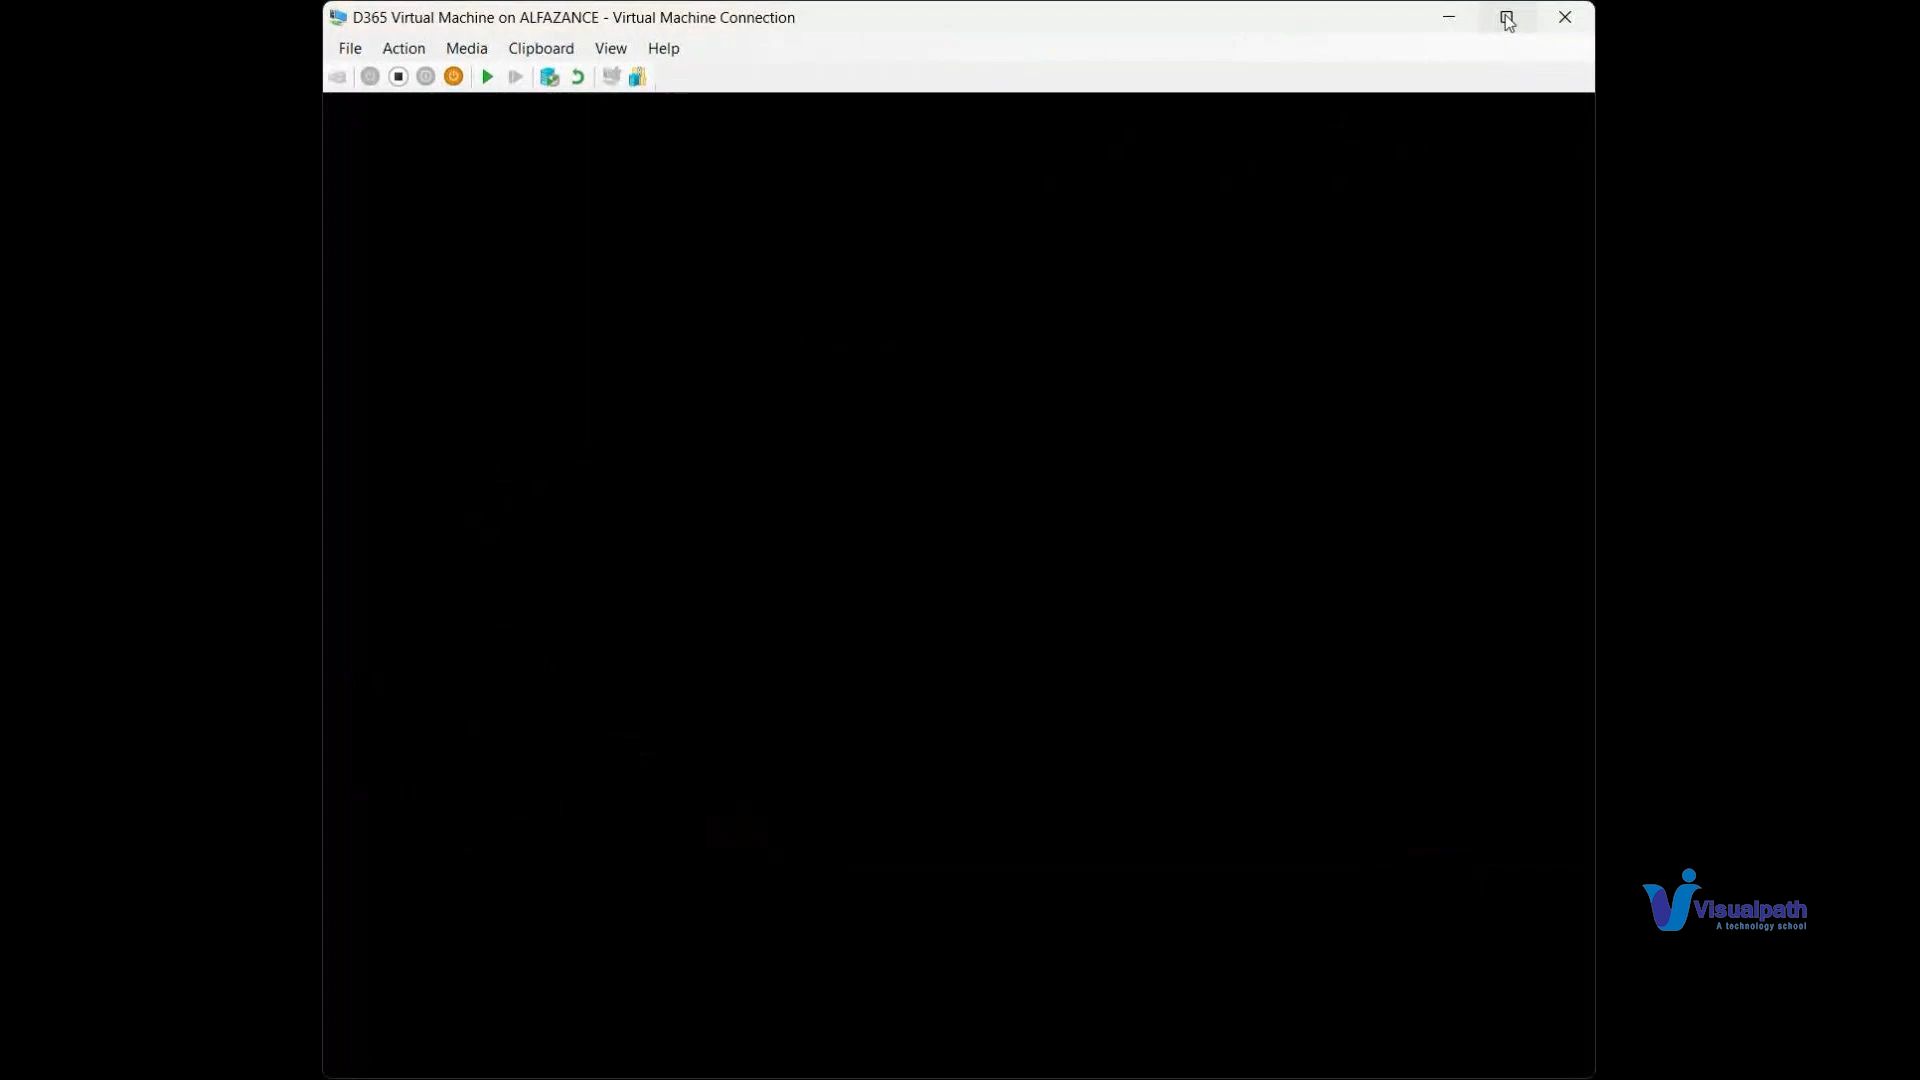 D365 Virtual Machine on ALFAZANCE - Virtual Machine Connection
File Action Media Clipboard View Help
Visualpath
A technology school